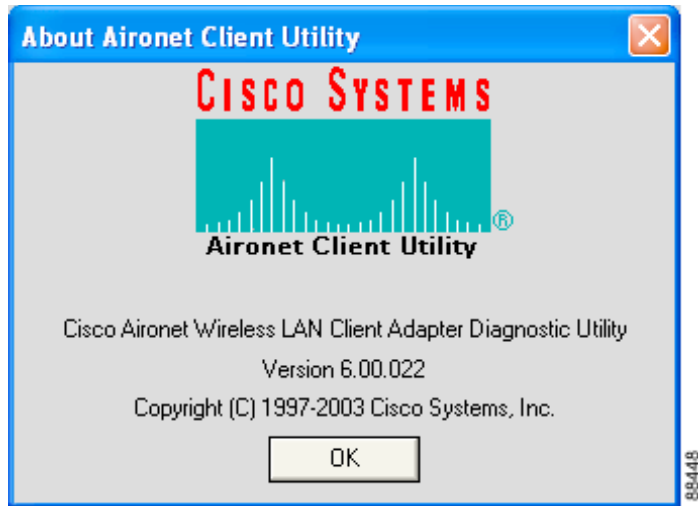 About Aironet Client Utility
CISCO SYSTEMS
®
Aironet Client Utility
Cisco Aironet Wireless LAN Client Adapter Diagnostic Utility
Version 6.00.022
Copyright (C) 1997-2003 Cisco Systems, Inc.
OK
88448